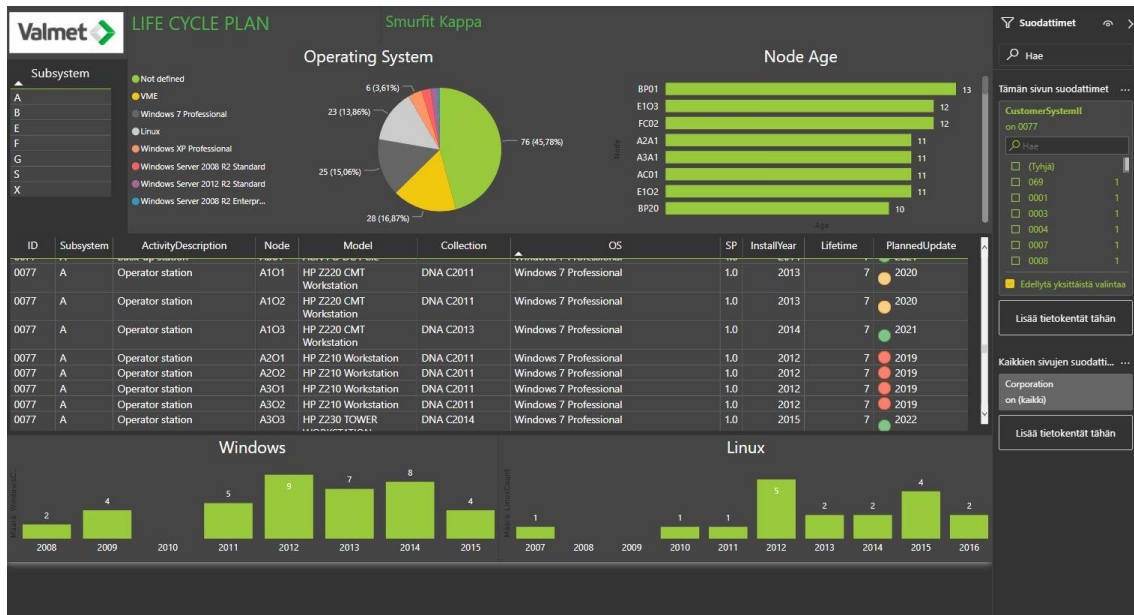 Valmet
LIFE CYCLE PLAN
Smurfit Kappa
Subsystem
A
B
E
F
G
S
X
Operating System
Not defined
VME
Windows 7 Professional
Linux
Windows XP Professional
Windows Server 2008 R2 Standard
Windows Server 2012 R2 Standard
Windows Server 2008 R2 Enterpr...
6 (3,61%)
23 (13,86%)
25 (15,06%)
28 (16,87%)
76 (45,78%)
Node Age
Node
BP01 13
E1O3 12
FC02 12
A2A1 11
A3A1 11
AC01 11
E1O2 11
BP20 10
Age
ID Subsystem ActivityDescription Node Model Collection OS SP InstallYear Lifetime PlannedUpdate
0077 A Operator station A1O1 HP Z220 CMT Workstation DNA C2011 Windows 7 Professional 1.0 2013 7 2020
0077 A Operator station A1O2 HP Z220 CMT Workstation DNA C2011 Windows 7 Professional 1.0 2013 7 2020
0077 A Operator station A1O3 HP Z220 CMT Workstation DNA C2013 Windows 7 Professional 1.0 2014 7 2021
0077 A Operator station A2O1 HP Z210 Workstation DNA C2011 Windows 7 Professional 1.0 2012 7 2019
0077 A Operator station A2O2 HP Z210 Workstation DNA C2011 Windows 7 Professional 1.0 2012 7 2019
0077 A Operator station A3O1 HP Z210 Workstation DNA C2011 Windows 7 Professional 1.0 2012 7 2019
0077 A Operator station A3O2 HP Z210 Workstation DNA C2011 Windows 7 Professional 1.0 2012 7 2019
0077 A Operator station A3O3 HP Z230 TOWER WORKSTATION DNA C2014 Windows 7 Professional 1.0 2015 7 2022
Windows
2 4 5 9 7 8 4
2008 2009 2010 2011 2012 2013 2014 2015
Linux
1 1 1 5 2 2 4 2
2007 2008 2009 2010 2011 2012 2013 2014 2015 2016
Suodattimet
Hae
Tämän sivun suodattimet ...
CustomerSystemII
on 0077
Hae
(Tyhjä)
069 1
0001 1
0003 1
0004 1
0007 1
0008 1
Edellytä yksittäistä valintaa
Lisää tietokentät tähän
Kaikkien sivujen suodatti... ...
Corporation
on (kaikki)
Lisää tietokentät tähän